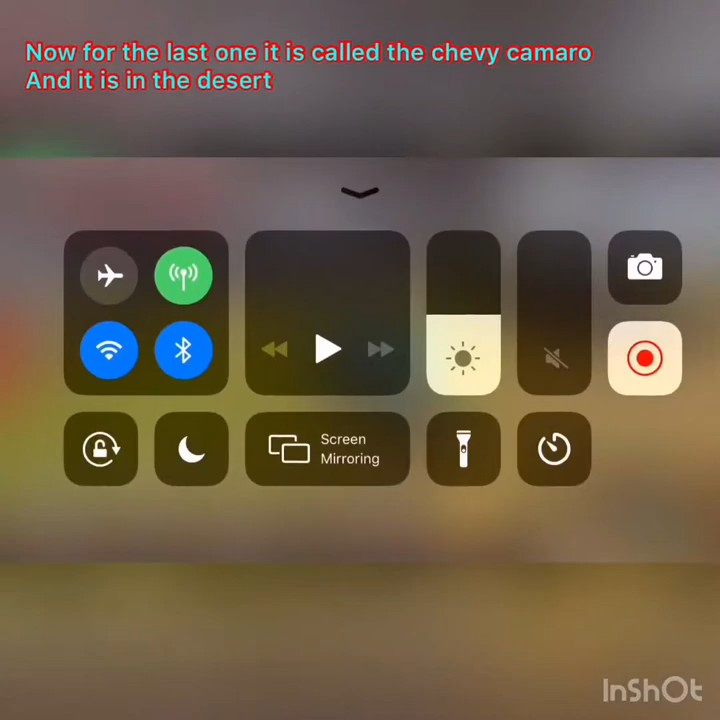 Now for the last one it is called the chevy camaro
And it is in the desert
Screen
Mirroring
InShOt